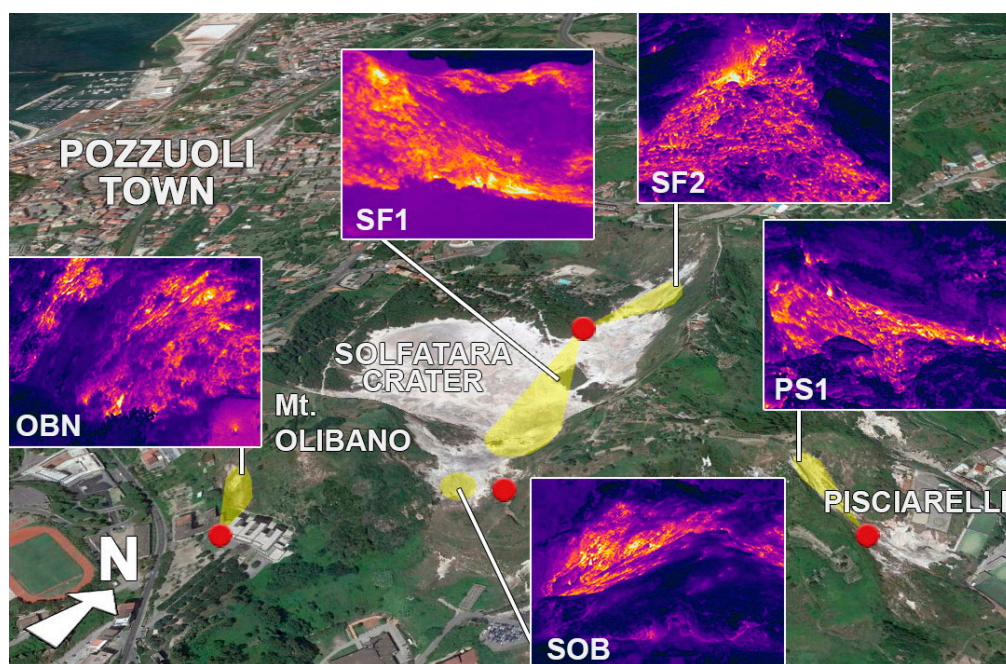 POZZUOLI
TOWN
SF1
SF2
OBN
SOLFATARA
CRATER
Mt.
OLIBANO
PS1
PISCIARELLI
N
SOB